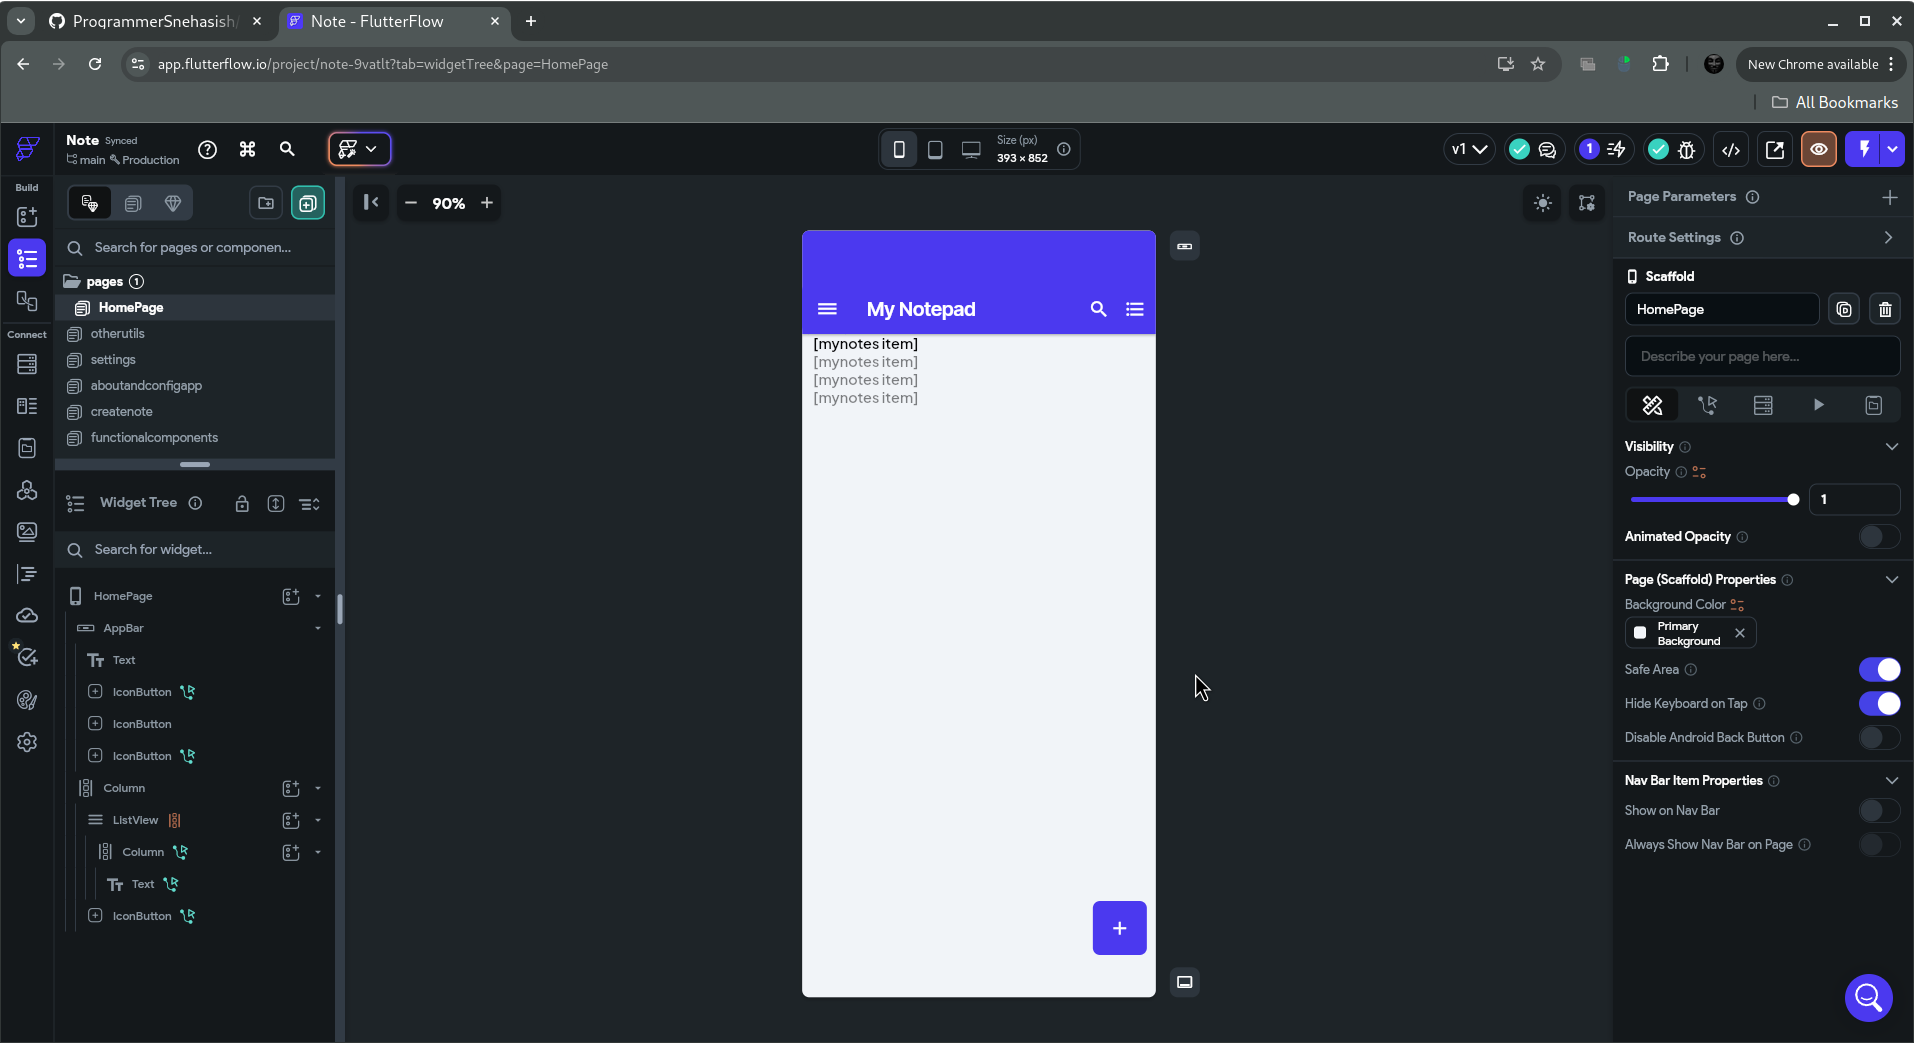 ProgrammerSnehasish
Note - FlutterFlow
app.flutterflow.io/project/note-9vatlt?tab=widgetTree&page=HomePage
New Chrome available
All Bookmarks
Note Synced
main Production
Size (px)
393 × 852
v1
1
Build
Connect
Search for pages or componen...
pages 1
HomePage
otherutils
settings
aboutandconfigapp
createnote
functionalcomponents
Widget Tree
Search for widget...
HomePage
AppBar
Text
IconButton
IconButton
IconButton
Column
ListView
Column
Text
IconButton
90%
My Notepad
[mynotes item]
[mynotes item]
[mynotes item]
[mynotes item]
Page Parameters
Route Settings
Scaffold
HomePage
Describe your page here...
Visibility
Opacity
1
Animated Opacity
Page (Scaffold) Properties
Background Color
Primary
Background
Safe Area
Hide Keyboard on Tap
Disable Android Back Button
Nav Bar Item Properties
Show on Nav Bar
Always Show Nav Bar on Page